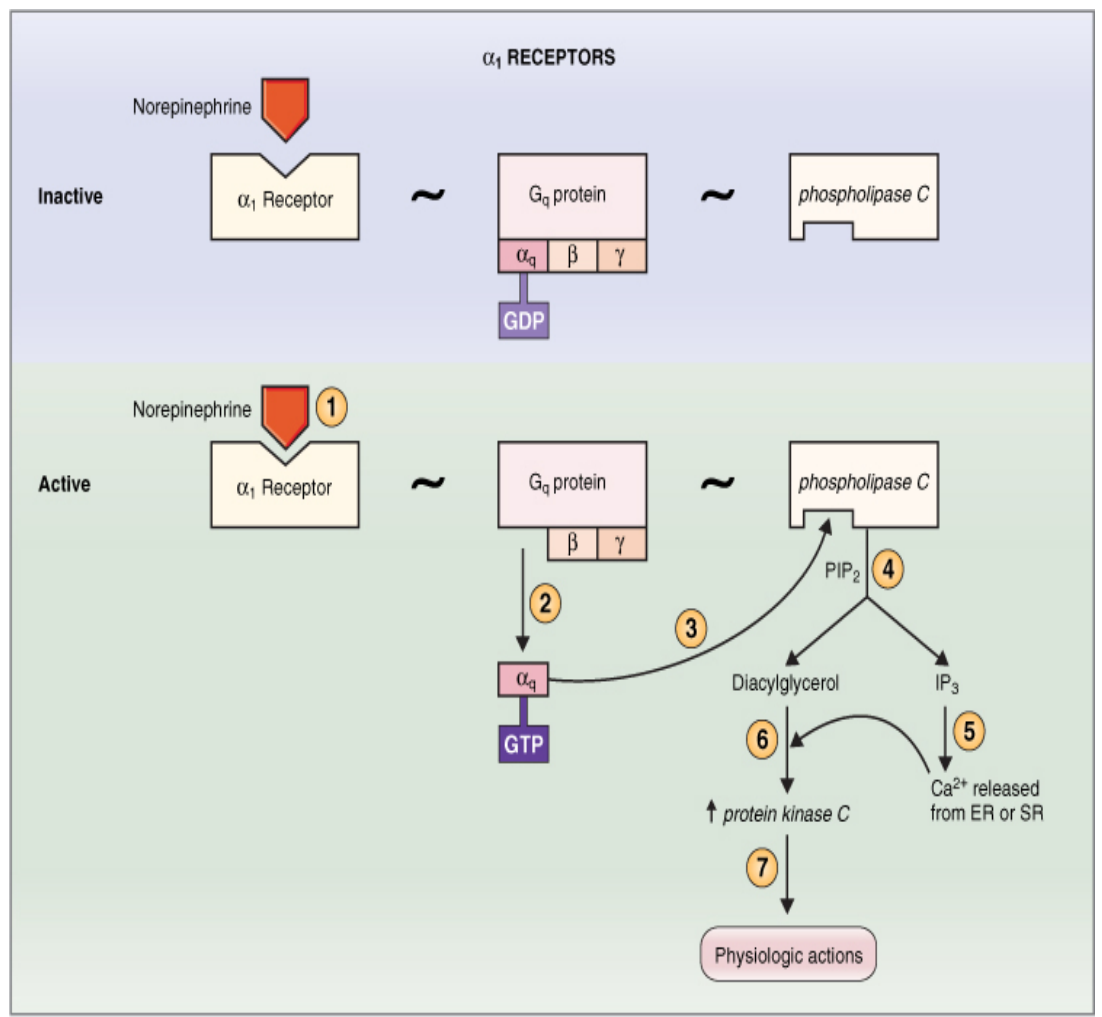 α₁ RECEPTORS
Norepinephrine
Inactive
α₁ Receptor
~
Gq protein
~
phospholipase C
αq
β
γ
GDP
Norepinephrine
1
Active
α₁ Receptor
~
Gq protein
~
phospholipase C
β
γ
2
3
PIP₂
4
αq
GTP
Diacylglycerol
IP₃
6
5
Ca²⁺ released
from ER or SR
↑ protein kinase C
7
Physiologic actions